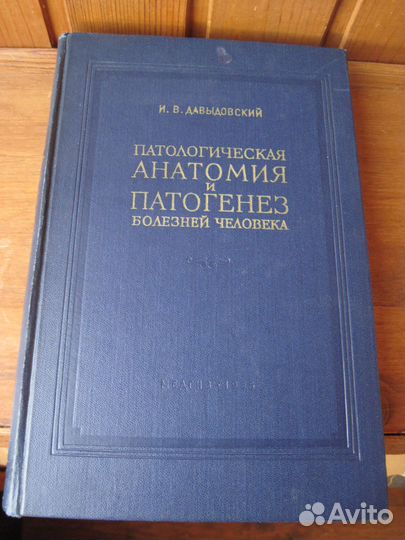 И. В. ДАВЫДОВСКИЙ
ПАТОЛОГИЧЕСКАЯ
АНАТОМИЯ
И
ПАТОГЕНЕЗ
БОЛЕЗНЕЙ ЧЕЛОВЕКА
Avito